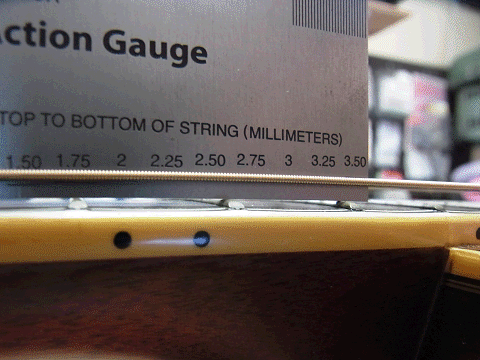 ction Gauge
TOP TO BOTTOM OF STRING (MILLIMETERS)
1.50 1.75 2 2.25 2.50 2.75 3 3.25 3.50